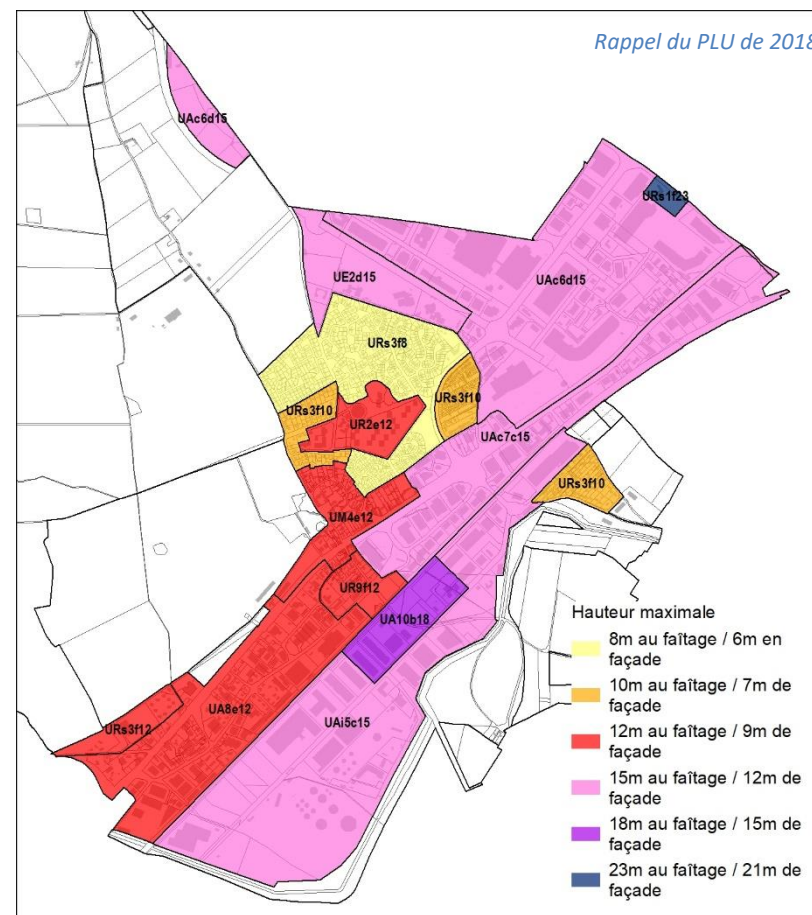 Rappel du PLU de 2018
UAc6d15
URs1f23
UE2d15
UAc6d15
URs3f8
URs3f10
URs3f10
UR2e12
UAc7c15
URs3f10
UM4e12
UR9f12
UA10b18
URs3f12
UA8e12
UAi5c15
Hauteur maximale
8m au faîtage / 6m en
façade
10m au faîtage / 7m de
façade
12m au faîtage / 9m de
façade
15m au faîtage / 12m de
façade
18m au faîtage / 15m de
façade
23m au faîtage / 21m de
façade